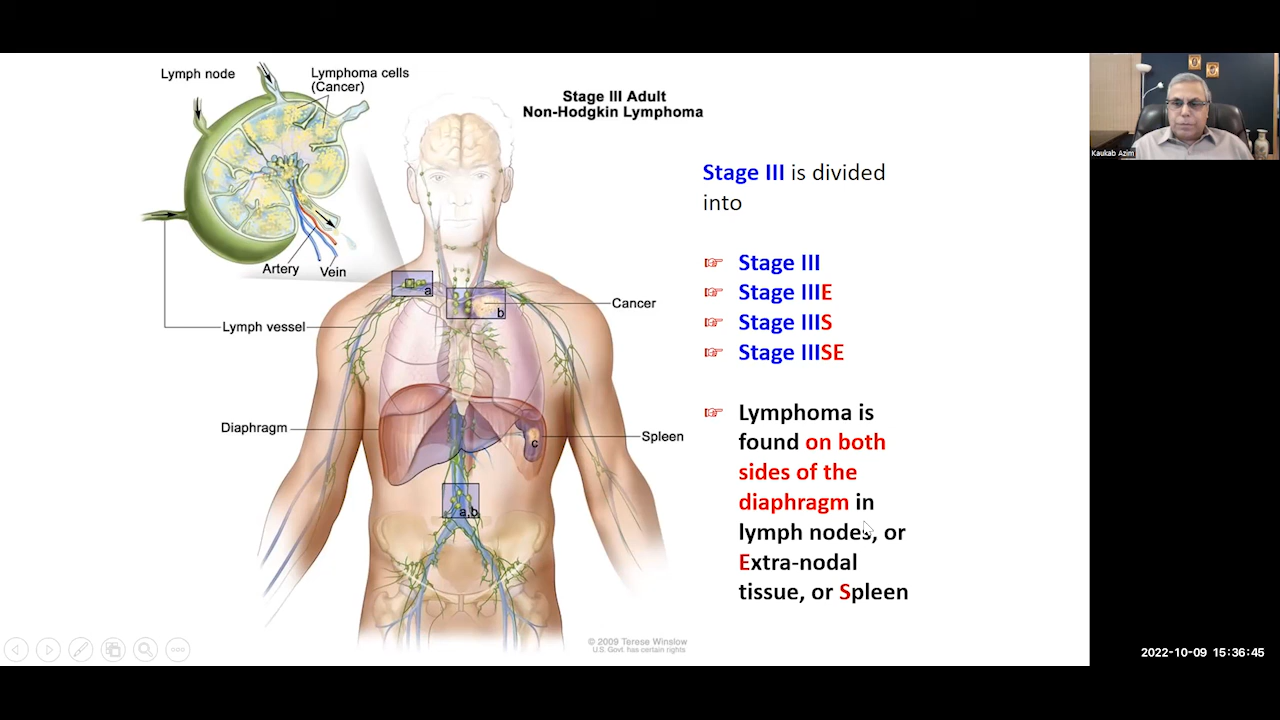 Lymph node
Lymphoma cells
(Cancer)
Stage III Adult
Non-Hodgkin Lymphoma
Artery
Vein
a
b
Cancer
Lymph vessel
Diaphragm
c
Spleen
a,b
© 2009 Terese Winslow
U.S. Govt. has certain rights
Stage III is divided
into
Stage III
Stage IIIE
Stage IIIS
Stage IIISE
Lymphoma is
found on both
sides of the
diaphragm in
lymph nodes, or
Extra-nodal
tissue, or Spleen
Kaukab Azim
2022-10-09 15:36:45